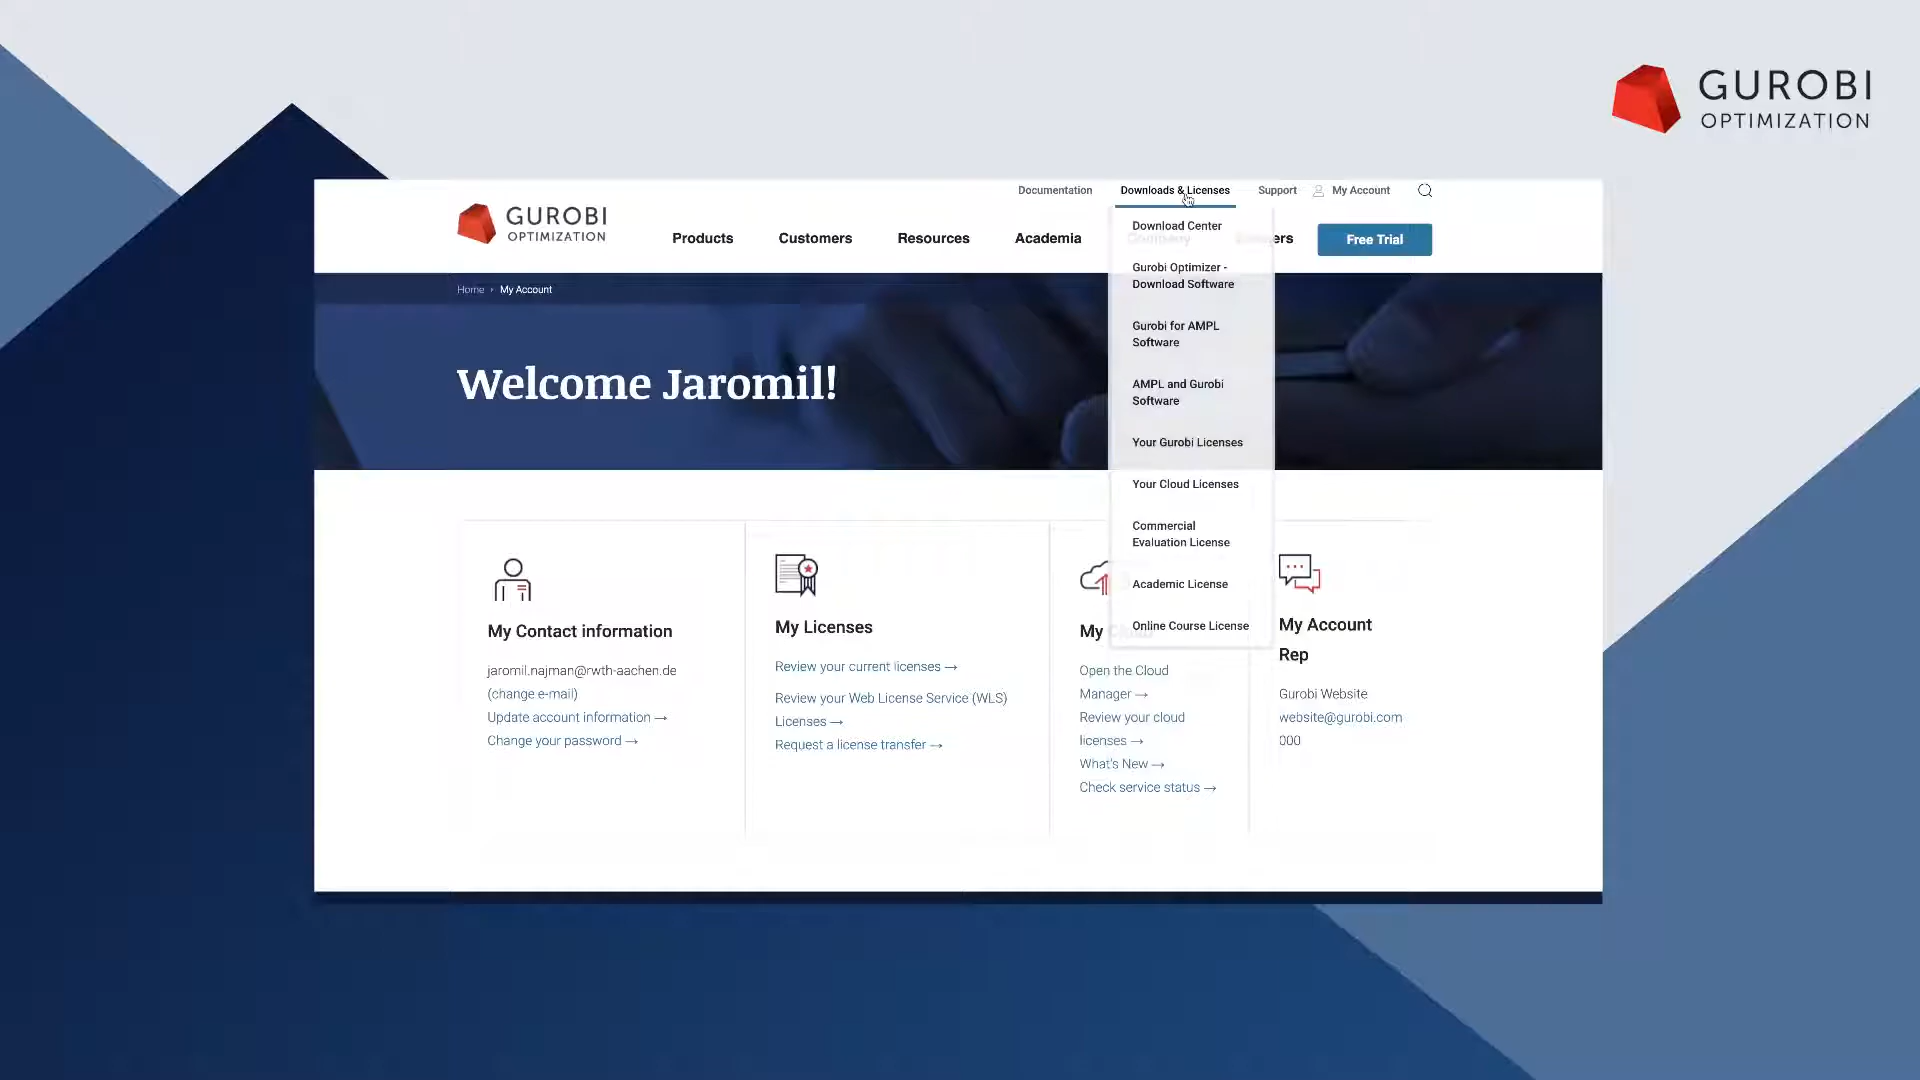 GUROBI
OPTIMIZATION
Documentation
Downloads & Licenses
Support
My Account
GUROBI
OPTIMIZATION
Products
Customers
Resources
Academia
Company
ers
Free Trial
Download Center
Gurobi Optimizer -
Download Software
Gurobi for AMPL
Software
AMPL and Gurobi
Software
Your Gurobi Licenses
Your Cloud Licenses
Commercial
Evaluation License
Academic License
Online Course License
Home › My Account
Welcome Jaromil!
My Contact information
jaromil.najman@rwth-aachen.de
(change e-mail)
Update account information →
Change your password →
My Licenses
Review your current licenses →
Review your Web License Service (WLS)
Licenses →
Request a license transfer →
My Cloud
Open the Cloud
Manager →
Review your cloud
licenses →
What's New →
Check service status →
My Account
Rep
Gurobi Website
website@gurobi.com
000